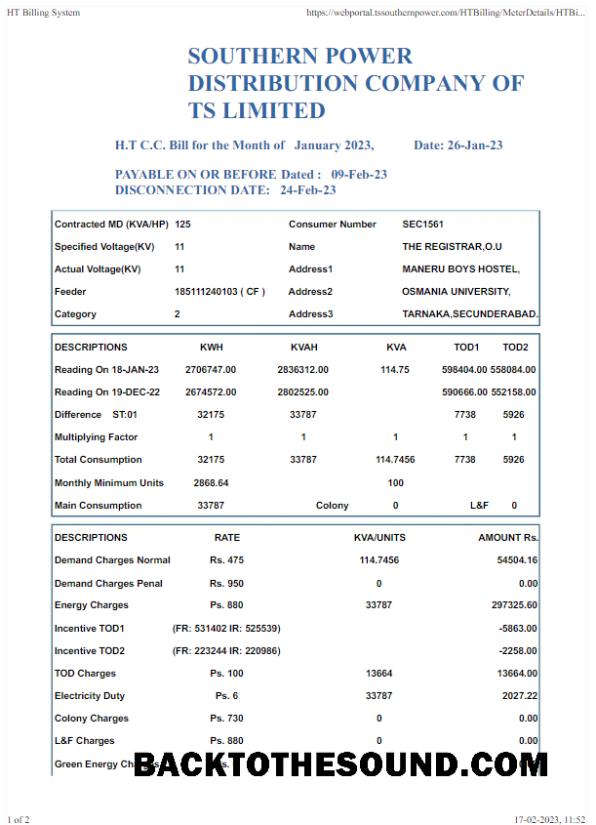 HT Billing System https://webportal.tssouthernpower.com/HTBilling/MeterDetails/HTBi...
SOUTHERN POWER
DISTRIBUTION COMPANY OF
TS LIMITED
H.T C.C. Bill for the Month of January 2023, Date: 26-Jan-23
PAYABLE ON OR BEFORE Dated : 09-Feb-23
DISCONNECTION DATE: 24-Feb-23
Contracted MD (KVA/HP) 125 Consumer Number SEC1561
Specified Voltage(KV) 11 Name THE REGISTRAR,O.U
Actual Voltage(KV) 11 Address1 MANERU BOYS HOSTEL,
Feeder 185111240103 ( CF ) Address2 OSMANIA UNIVERSITY,
Category 2 Address3 TARNAKA,SECUNDERABAD.
DESCRIPTIONS KWH KVAH KVA TOD1 TOD2
Reading On 18-JAN-23 2706747.00 2836312.00 114.75 598404.00 558084.00
Reading On 19-DEC-22 2674572.00 2802525.00 590666.00 552158.00
Difference ST:01 32175 33787 7738 5926
Multiplying Factor 1 1 1 1 1
Total Consumption 32175 33787 114.7456 7738 5926
Monthly Minimum Units 2868.64 100
Main Consumption 33787 Colony 0 L&F 0
DESCRIPTIONS RATE KVA/UNITS AMOUNT Rs.
Demand Charges Normal Rs. 475 114.7456 54504.16
Demand Charges Penal Rs. 950 0 0.00
Energy Charges Ps. 880 33787 297325.60
Incentive TOD1 (FR: 531402 IR: 525539) -5863.00
Incentive TOD2 (FR: 223244 IR: 220986) -2258.00
TOD Charges Ps. 100 13664 13664.00
Electricity Duty Ps. 6 33787 2027.22
Colony Charges Ps. 730 0 0.00
L&F Charges Ps. 880 0 0.00
Green Energy
BACKTOTHESOUND.COM
1 of 2 17-02-2023, 11:52